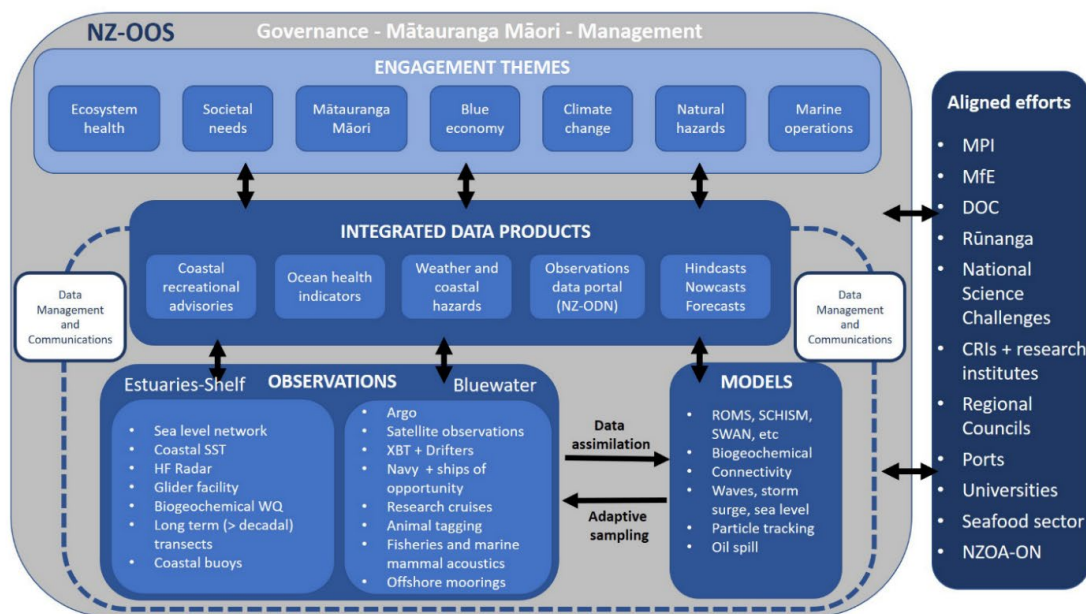 NZ-OOS
Governance - Mātauranga Māori - Management
ENGAGEMENT THEMES
Ecosystem
health
Societal
needs
Mātauranga
Māori
Blue
economy
Climate
change
Natural
hazards
Marine
operations
INTEGRATED DATA PRODUCTS
Coastal
recreational
advisories
Ocean health
indicators
Weather and
coastal
hazards
Observations
data portal
(NZ-ODN)
Hindcasts
Nowcasts
Forecasts
Data
Management
and
Communications
Data
Management
and
Communications
OBSERVATIONS
Estuaries-Shelf
• Sea level network
• Coastal SST
• HF Radar
• Glider facility
• Biogeochemical WQ
• Long term (> decadal)
transects
• Coastal buoys
Bluewater
• Argo
• Satellite observations
• XBT + Drifters
• Navy + ships of
opportunity
• Research cruises
• Animal tagging
• Fisheries and marine
mammal acoustics
• Offshore moorings
Data
assimilation
Adaptive
sampling
MODELS
• ROMS, SCHISM,
SWAN, etc
• Biogeochemical
• Connectivity
• Waves, storm
surge, sea level
• Particle tracking
• Oil spill
Aligned efforts
• MPI
• MfE
• DOC
• Rūnanga
• National
Science
Challenges
• CRIs + research
institutes
• Regional
Councils
• Ports
• Universities
• Seafood sector
• NZOA-ON